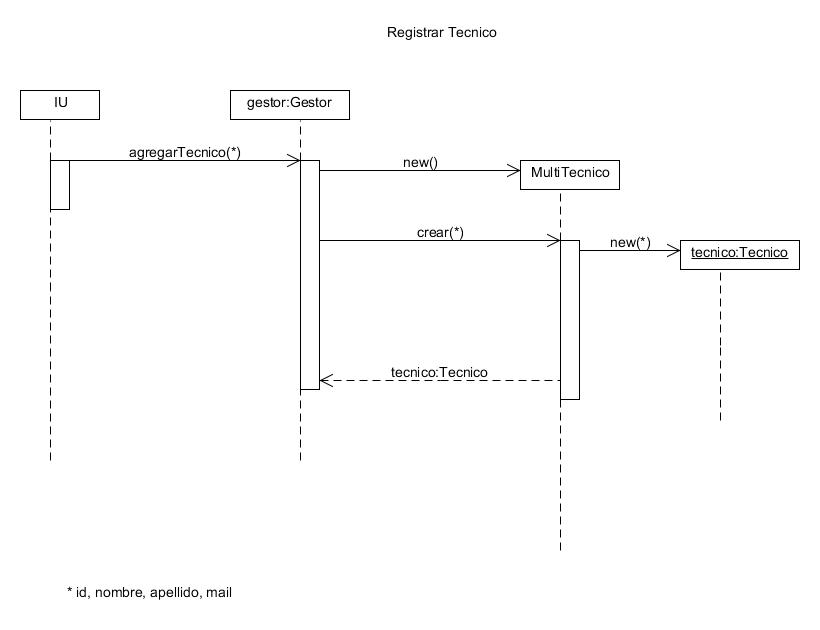 Registrar Tecnico
IU
gestor:Gestor
agregarTecnico(*)
new()
MultiTecnico
crear(*)
new(*)
tecnico:Tecnico
tecnico:Tecnico
* id, nombre, apellido, mail